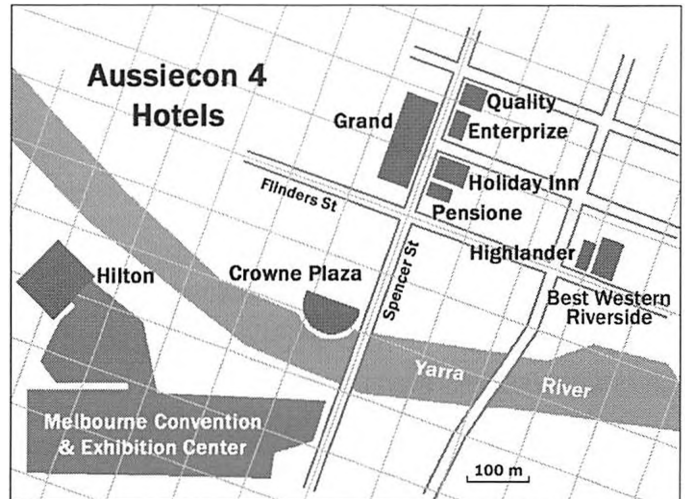 Aussiecon 4
Hotels
Quality
Grand
Enterprize
Flinders St
Holiday Inn
Pensione
Hilton
Crowne Plaza
Spencer St
Highlander
Best Western
Riverside
Yarra
River
Melbourne Convention
& Exhibition Center
100 m